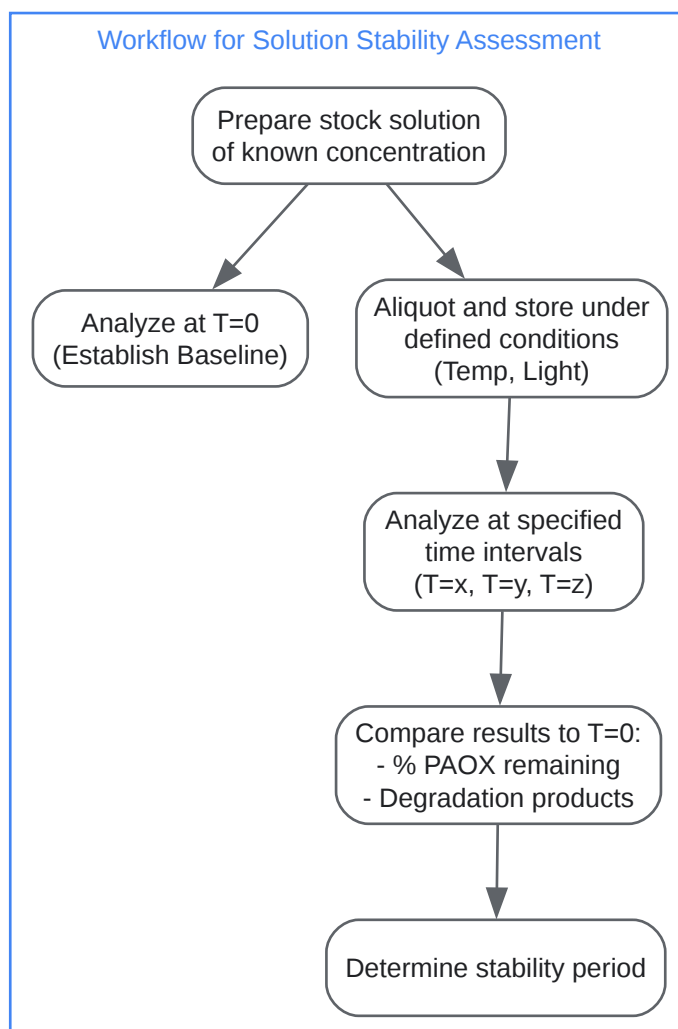 Workflow for Solution Stability Assessment
Prepare stock solution
of known concentration
Analyze at T=0
(Establish Baseline)
Aliquot and store under
defined conditions
(Temp, Light)
Analyze at specified
time intervals
(T=x, T=y, T=z)
Compare results to T=0:
- % PAOX remaining
- Degradation products
Determine stability period